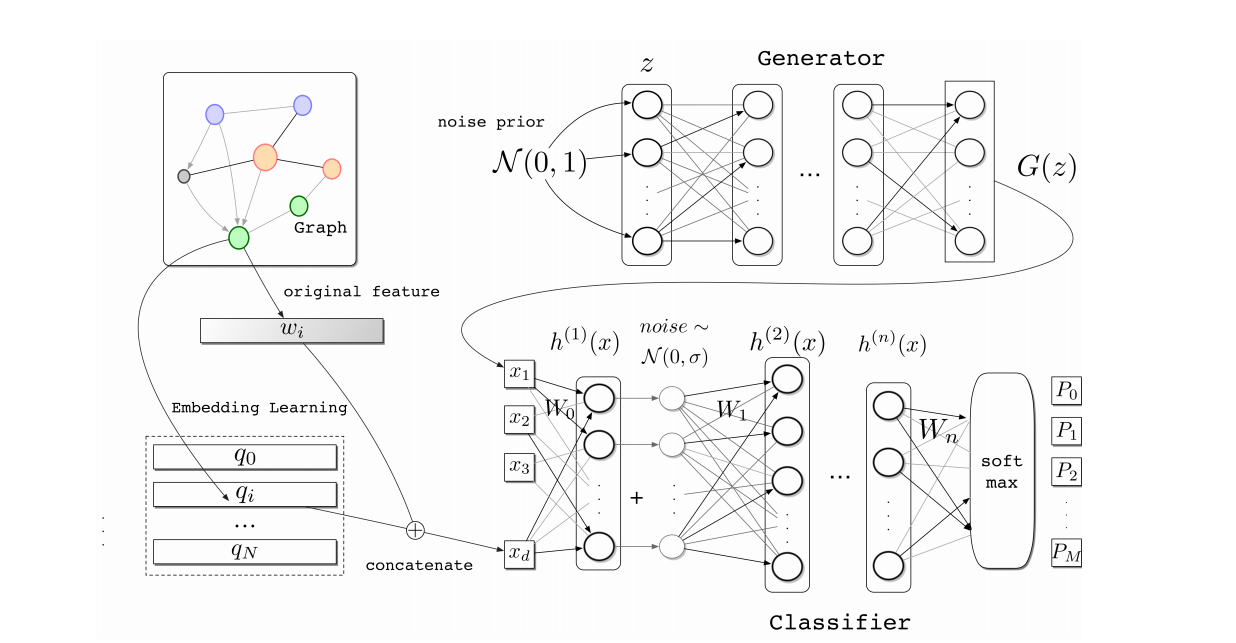 Generator
z
noise prior
𝒩(0, 1)
...
G(z)
Graph
original feature
w_i
Embedding Learning
q_0
q_i
...
q_N
concatenate
+
x_1
x_2
x_3
x_d
h^(1)(x)
W_0
+
noise ∼
𝒩(0, σ)
W_1
h^(2)(x)
...
h^(n)(x)
W_n
soft
max
P_0
P_1
P_2
P_M
Classifier